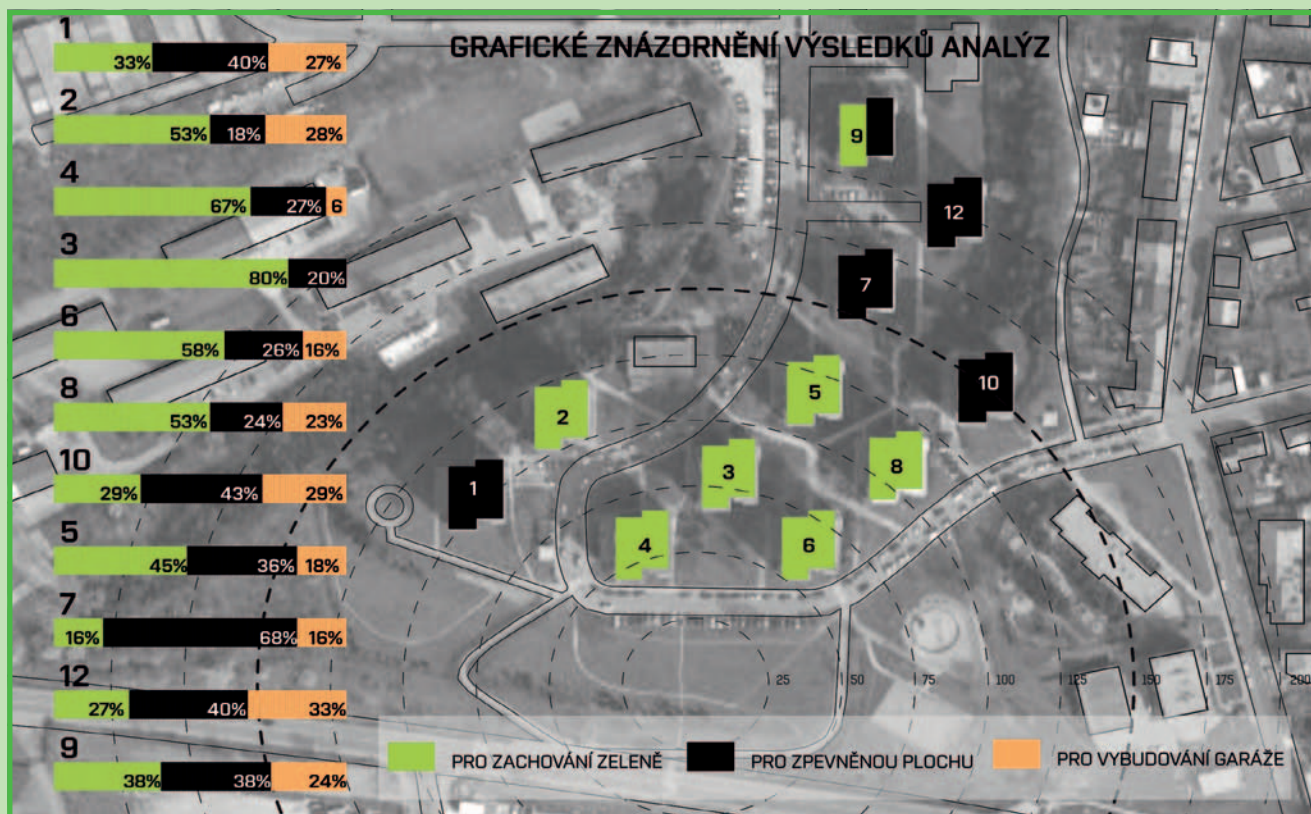 GRAFICKÉ ZNÁZORNĚNÍ VÝSLEDKŮ ANALÝZ
1
33% 40% 27%
2
53% 18% 28%
4
67% 27% 6
3
80% 20%
6
58% 26% 16%
8
53% 24% 23%
10
29% 43% 29%
5
45% 36% 18%
7
16% 68% 16%
12
27% 40% 33%
9
38% 38% 24%
9
12
7
10
5
2
8
3
1
4
6
25 50 75 100 125 150 175 200
PRO ZACHOVÁNÍ ZELENĚ PRO ZPEVNĚNOU PLOCHU PRO VYBUDOVÁNÍ GARÁŽE